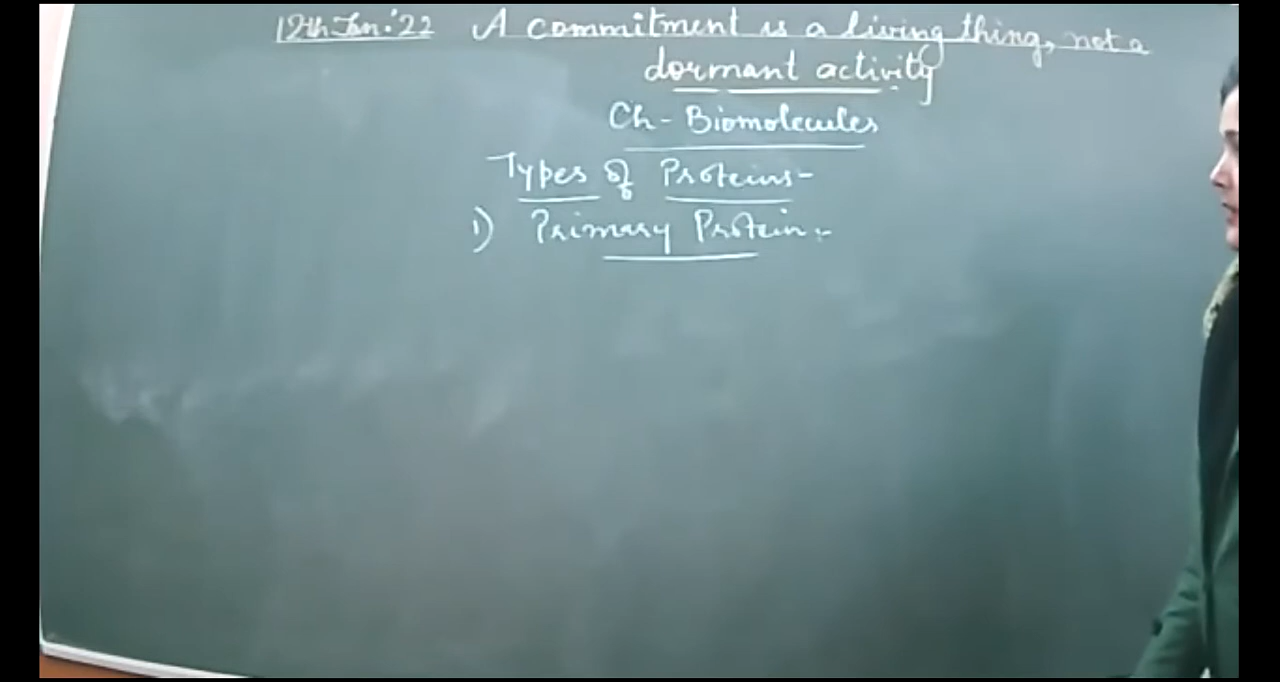 12th Jan.'22 A commitment is a living thing, not a
dormant activity
Ch - Biomolecules
Types of Proteins-
1) Primary Protein:-